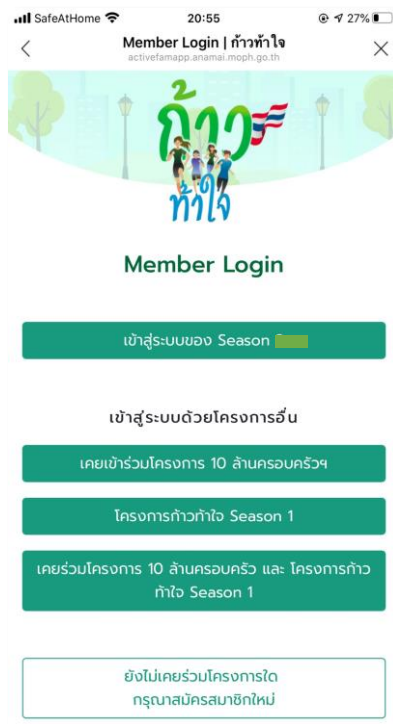 SafeAtHome 20:55 27%
Member Login | ก้าวท้าใจ
activefamapp.anamai.moph.go.th
ก้าว
ท้าใจ
Member Login
เข้าสู่ระบบของ Season
เข้าสู่ระบบด้วยโครงการอื่น
เคยเข้าร่วมโครงการ 10 ล้านครอบครัวฯ
โครงการก้าวท้าใจ Season 1
เคยร่วมโครงการ 10 ล้านครอบครัว และ โครงการก้าว
ท้าใจ Season 1
ยังไม่เคยร่วมโครงการใด
กรุณาสมัครสมาชิกใหม่